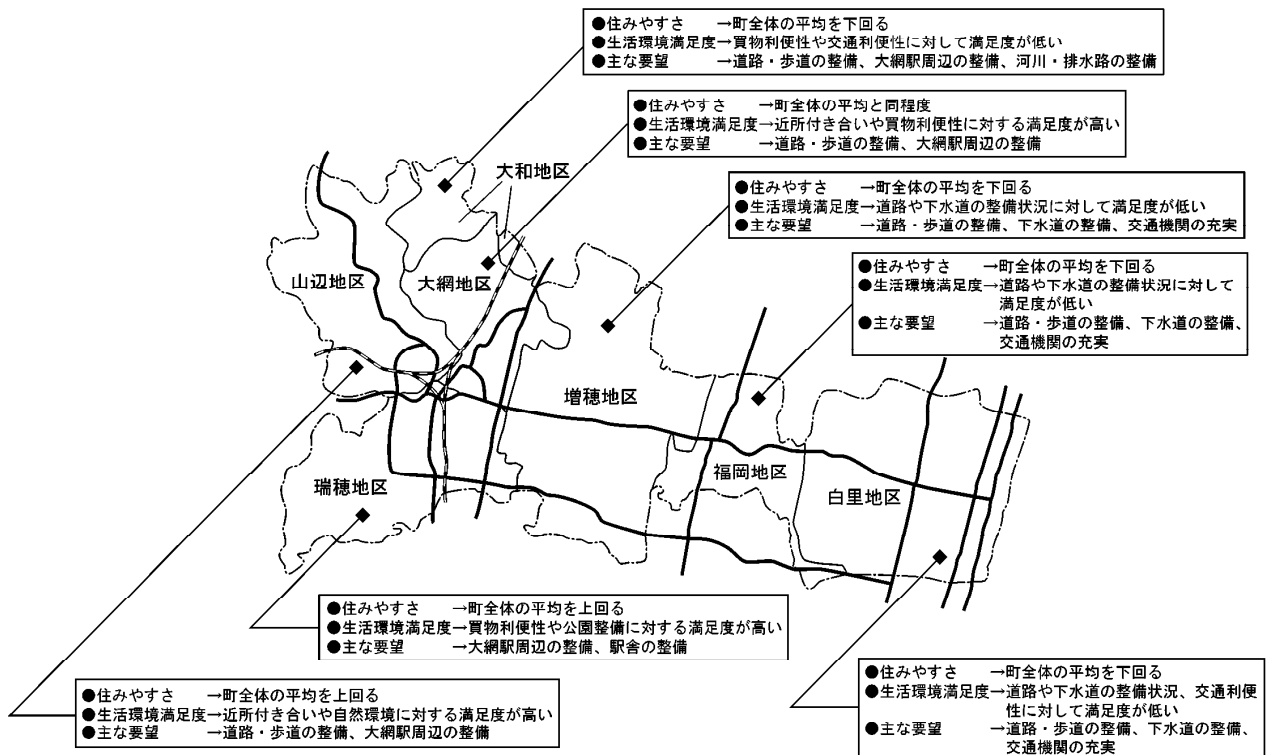 ●住みやすさ →町全体の平均を下回る
●生活環境満足度→買物利便性や交通利便性に対して満足度が低い
●主な要望 →道路・歩道の整備、大網駅周辺の整備、河川・排水路の整備
●住みやすさ →町全体の平均と同程度
●生活環境満足度→近所付き合いや買物利便性に対する満足度が高い
●主な要望 →道路・歩道の整備、大網駅周辺の整備
大和地区
●住みやすさ →町全体の平均を下回る
●生活環境満足度→道路や下水道の整備状況に対して満足度が低い
●主な要望 →道路・歩道の整備、下水道の整備、交通機関の充実
山辺地区
大網地区
●住みやすさ →町全体の平均を下回る
●生活環境満足度→道路や下水道の整備状況に対して
満足度が低い
●主な要望 →道路・歩道の整備、下水道の整備、
交通機関の充実
増穂地区
福岡地区
瑞穂地区
白里地区
●住みやすさ →町全体の平均を上回る
●生活環境満足度→買物利便性や公園整備に対する満足度が高い
●主な要望 →大網駅周辺の整備、駅舎の整備
●住みやすさ →町全体の平均を上回る
●生活環境満足度→近所付き合いや自然環境に対する満足度が高い
●主な要望 →道路・歩道の整備、大網駅周辺の整備
●住みやすさ →町全体の平均を下回る
●生活環境満足度→道路や下水道の整備状況、交通利便
性に対して満足度が低い
●主な要望 →道路・歩道の整備、下水道の整備、
交通機関の充実